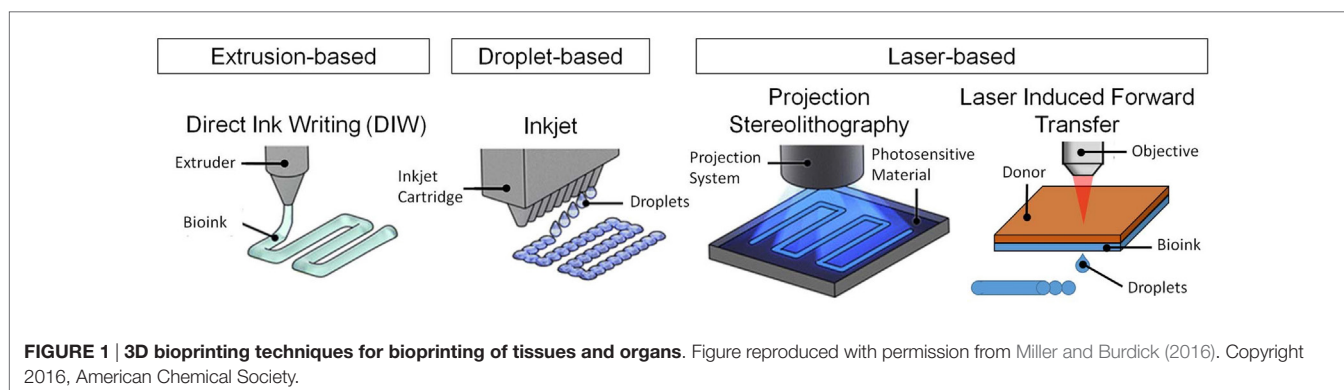 Extrusion-based
Droplet-based
Laser-based
Direct Ink Writing (DIW)
Extruder
Bioink
Inkjet
Inkjet
Cartridge
Droplets
Projection
Stereolithography
Projection
System
Photosensitive
Material
Laser Induced Forward
Transfer
Objective
Donor
Bioink
Droplets
FIGURE 1 | 3D bioprinting techniques for bioprinting of tissues and organs. Figure reproduced with permission from Miller and Burdick (2016). Copyright
2016, American Chemical Society.